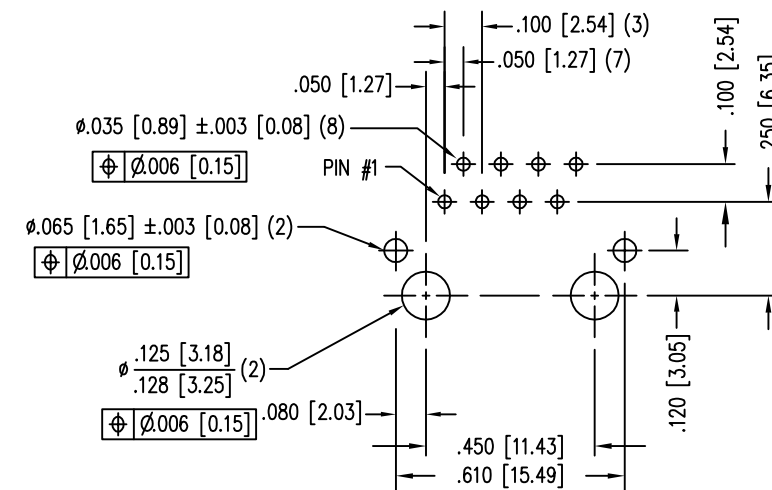 .100 [2.54] (3)
.050 [1.27] (7)
.050 [1.27]
.100 [2.54]
.250 [6.35]
ø.035 [0.89] ±.003 [0.08] (8)
⌖ Ø.006 [0.15]
PIN #1
ø.065 [1.65] ±.003 [0.08] (2)
⌖ Ø.006 [0.15]
ø .125 [3.18]
.128 [3.25] (2)
⌖ Ø.006 [0.15]
.080 [2.03]
.120 [3.05]
.450 [11.43]
.610 [15.49]